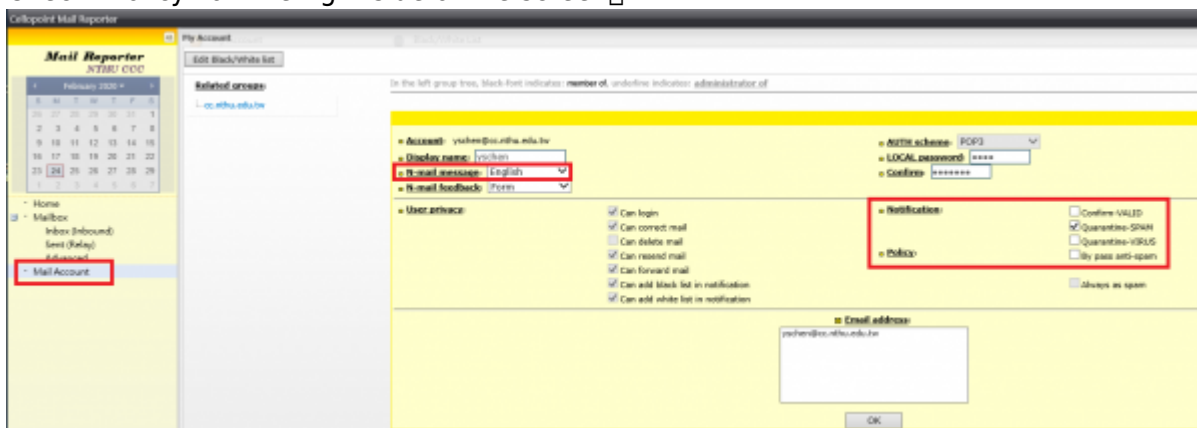 Cellopoint Mail Reporter
My Account
Mail Reporter
NTHU CCC
Edit Black/White list
February 2020
S M T W T F S
26 27 28 29 30 31 1
2 3 4 5 6 7 8
9 10 11 12 13 14 15
16 17 18 19 20 21 22
23 24 25 26 27 28 29
1 2 3 4 5 6 7
Home
Mailbox
Inbox (Inbound)
Sent (Relay)
Advanced
Mail Account
Related groups:
cc.nthu.edu.tw
In the left group tree, black-font indicates: member of, underline indicates: administrator of
Account: yschen@cc.nthu.edu.tw
Display name: yschen
N-mail message: English
N-mail feedback: Form
AUTH scheme: POP3
LOCAL password: ••••
Confirm: •••••••
User privacy:
Can login
Can correct mail
Can delete mail
Can resend mail
Can forward mail
Can add black list in notification
Can add white list in notification
Notification:
Confirm-VALID
Quarantine-SPAM
Quarantine-VIRUS
Policy:
By pass anti-spam
Always as spam
Email address:
yschen@cc.nthu.edu.tw
OK